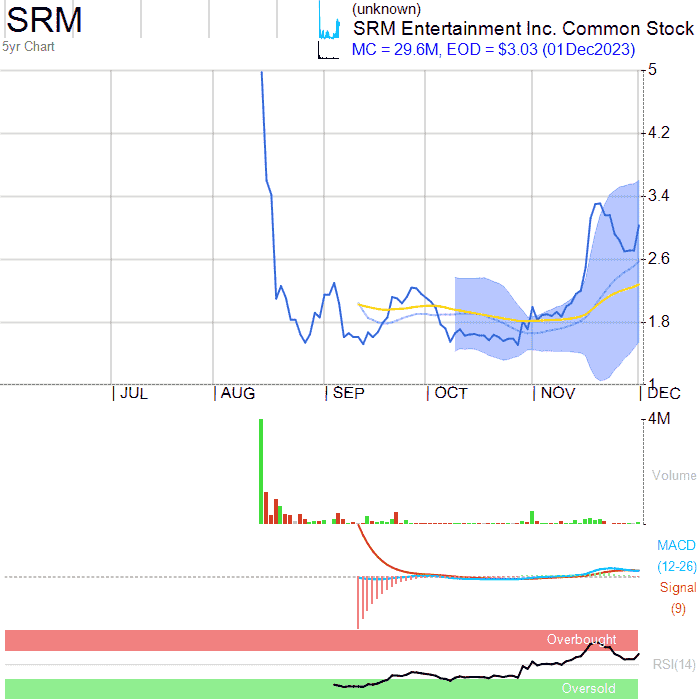 SRM
(unknown)
SRM Entertainment Inc. Common Stock
5yr Chart
MC = 29.6M, EOD = $3.03 (01Dec2023)
5
4.2
3.4
2.6
1.8
1
JUL AUG SEP OCT NOV DEC
4M
Volume
MACD
(12-26)
Signal
(9)
Overbought
RSI(14)
Oversold